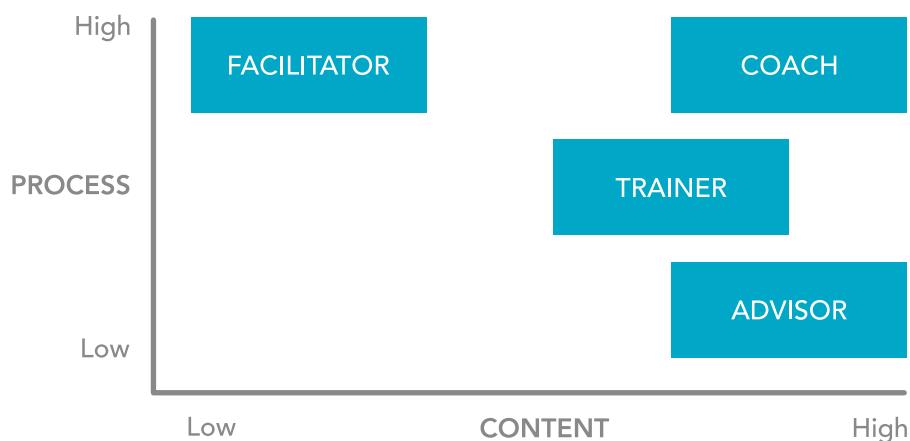 High
FACILITATOR
COACH
PROCESS
TRAINER
ADVISOR
Low
Low
CONTENT
High